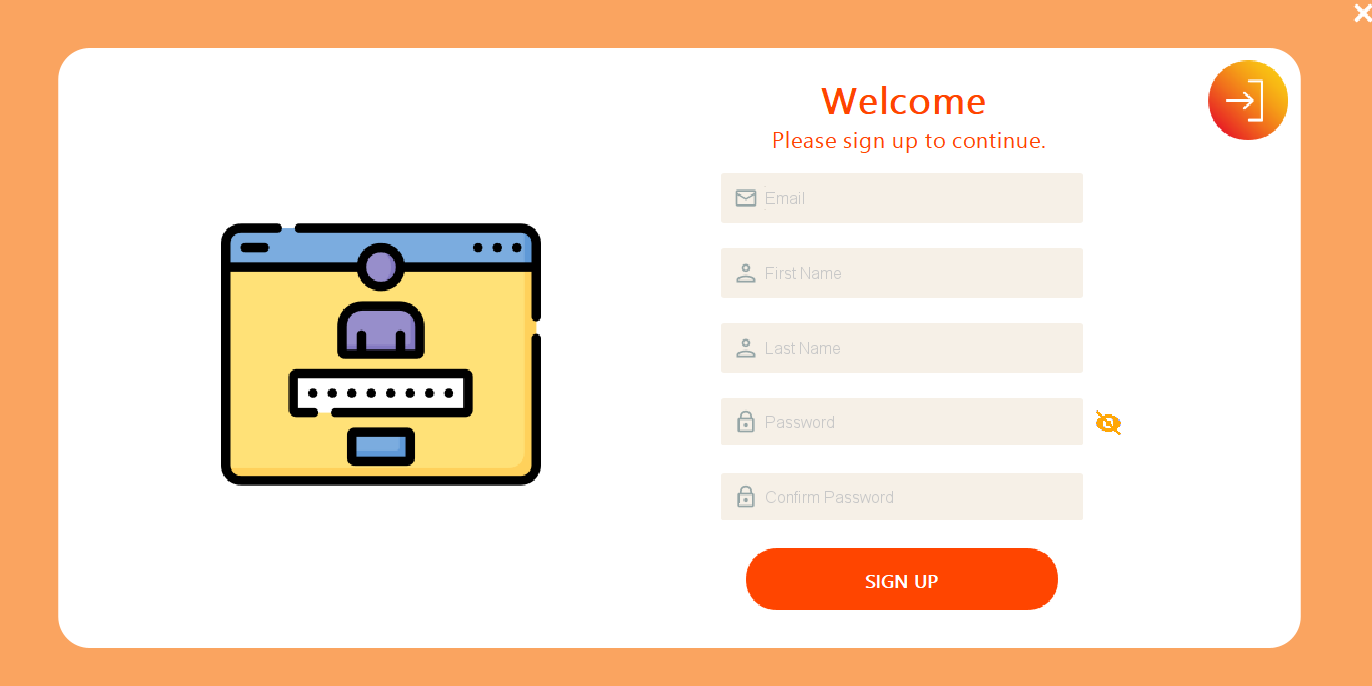 Welcome
Please sign up to continue.
Email
First Name
Last Name
Password
Confirm Password
SIGN UP